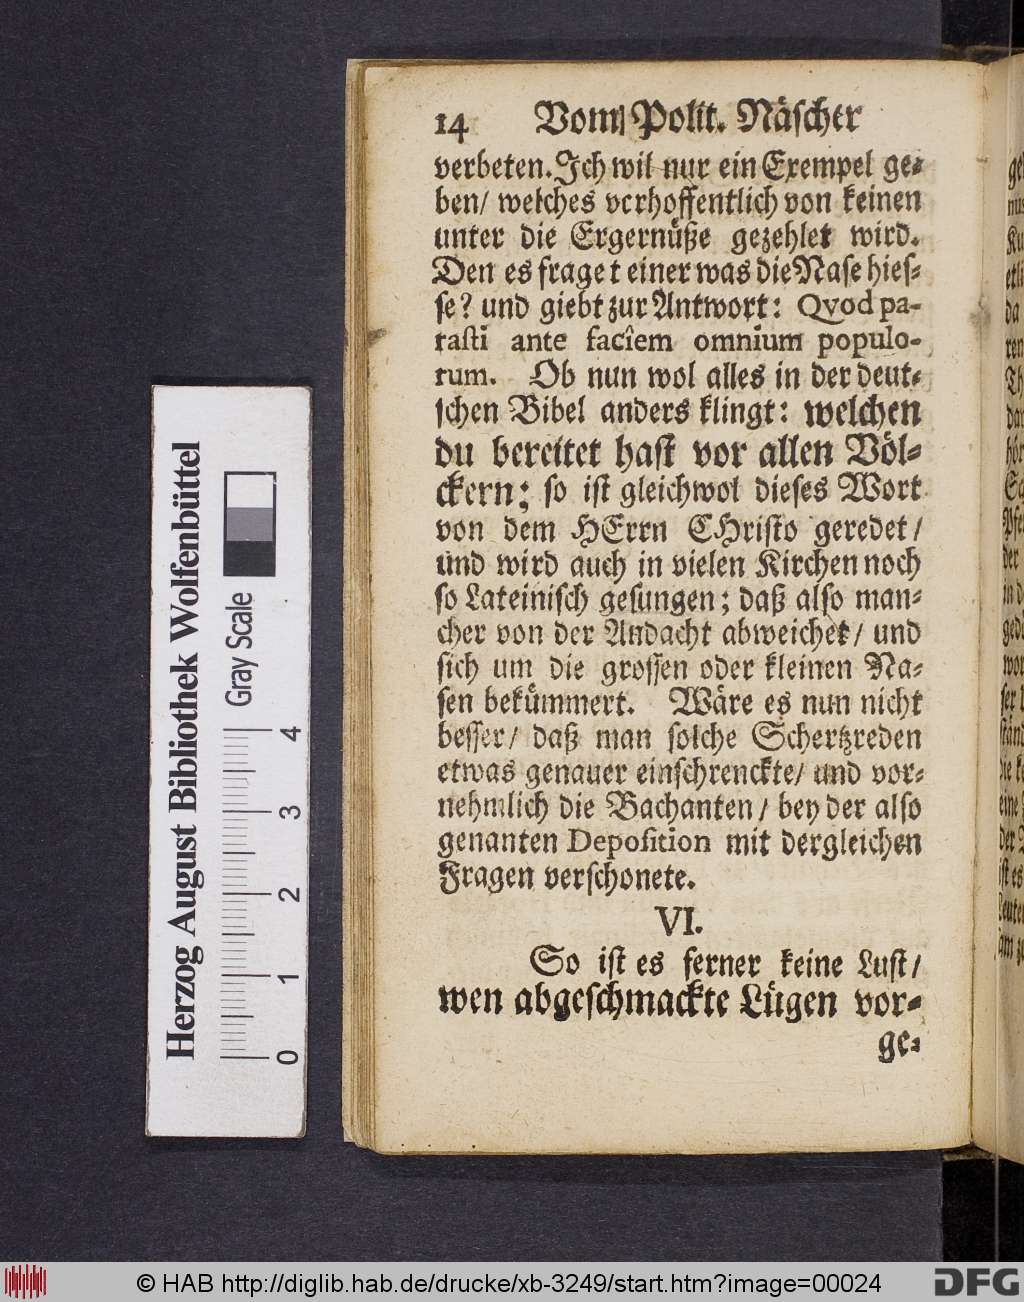 14 Vom Polit. Näscher
verbeten. Ich wil nur ein Exempel ge-
ben/ welches verhoffentlich von keinen
unter die Ergernüße gezehlet wird.
Den es fraget einer was die Nase hies-
se? und giebt zur Antwort: Qvod pa-
rasti ante faciem omnium populo-
rum. Ob nun wol alles in der deut-
schen Bibel anders klingt: welchen
du bereitet hast vor allen Völ-
ckern; so ist gleichwol dieses Wort
von dem HErrn CHristo geredet/
und wird auch in vielen Kirchen noch
so Lateinisch gesungen; daß also man-
cher von der Andacht abweichet/ und
sich um die grossen oder kleinen Na-
sen bekümmert. Wäre es nun nicht
besser/ daß man solche Schertzreden
etwas genauer einschrenckte/ und vor-
nehmlich die Bachanten/ bey der also
genanten Deposition mit dergleichen
Fragen verschonete.
VI.
So ist es ferner keine Lust/
wen abgeschmackte Lügen vor-
ge-
Herzog August Bibliothek Wolfenbüttel
Gray Scale
0 1 2 3 4
© HAB http://diglib.hab.de/drucke/xb-3249/start.htm?image=00024
DFG